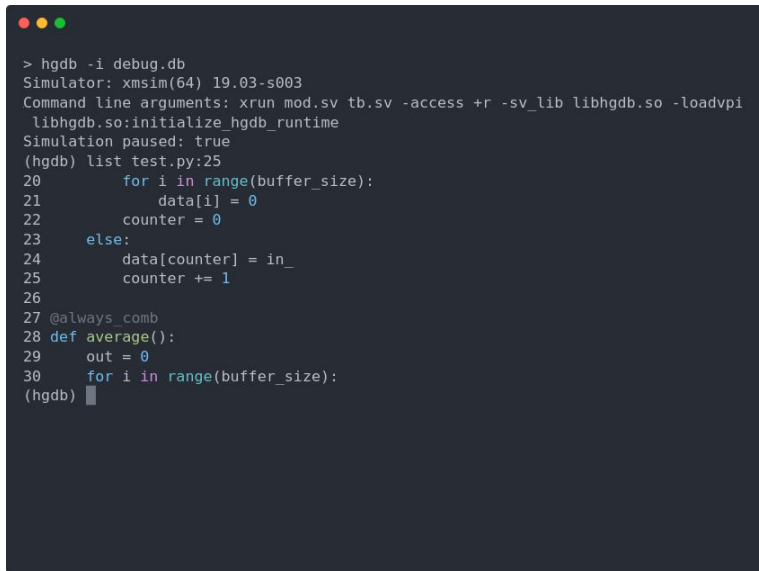 > hgdb -i debug.db
Simulator: xmsim(64) 19.03-s003
Command line arguments: xrun mod.sv tb.sv -access +r -sv_lib libhgdb.so -loadvpi
 libhgdb.so:initialize_hgdb_runtime
Simulation paused: true
(hgdb) list test.py:25
20         for i in range(buffer_size):
21             data[i] = 0
22         counter = 0
23     else:
24         data[counter] = in_
25         counter += 1
26
27 @always_comb
28 def average():
29     out = 0
30     for i in range(buffer_size):
(hgdb)